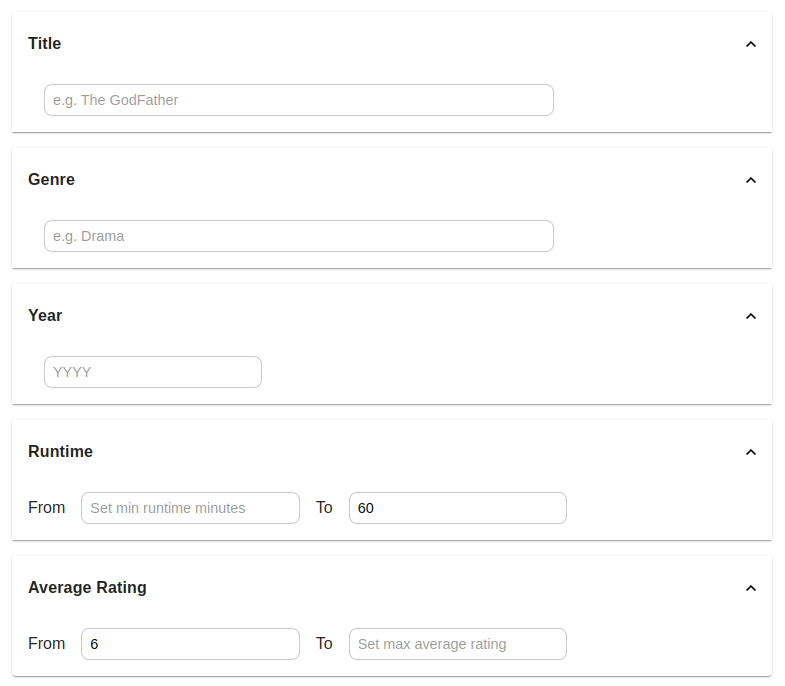 Title
e.g. The GodFather
Genre
e.g. Drama
Year
YYYY
Runtime
From Set min runtime minutes To 60
Average Rating
From 6 To Set max average rating